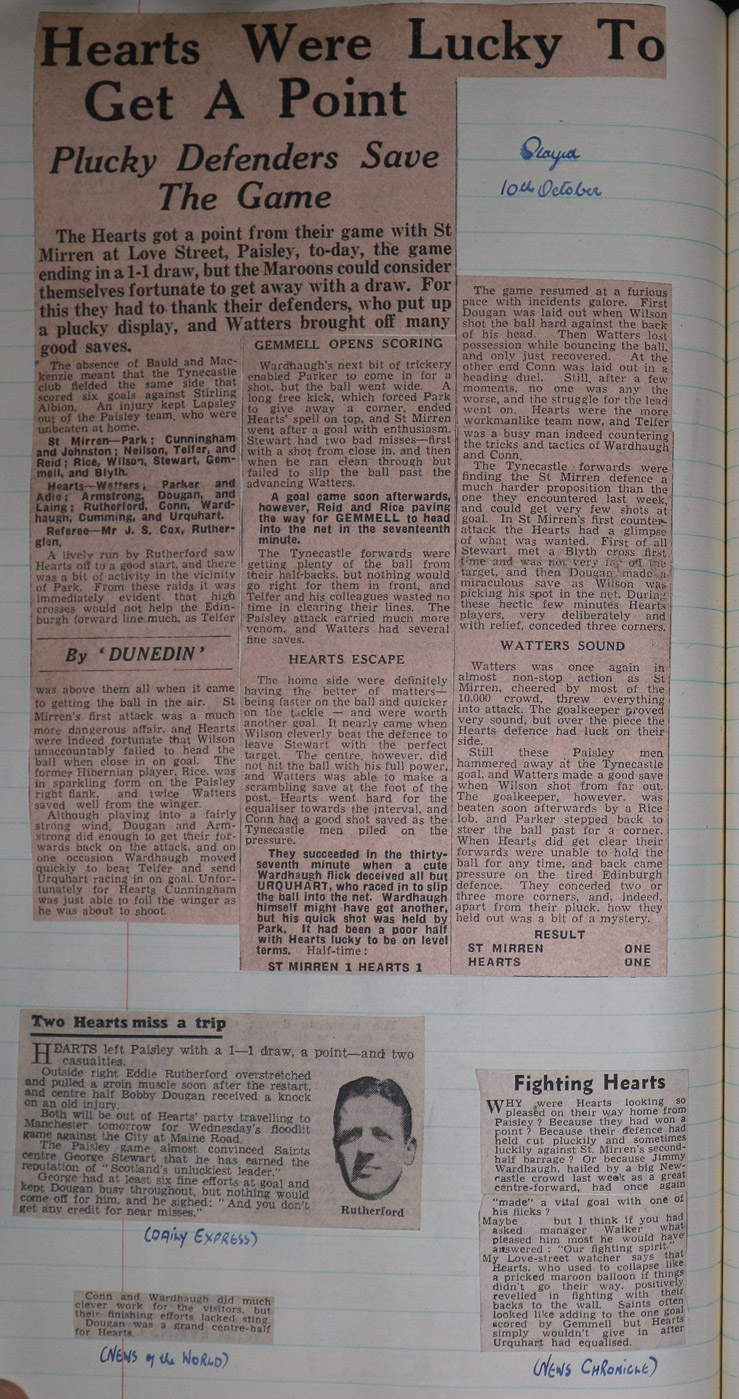 Hearts Were Lucky To
Get A Point
Plucky Defenders Save
The Game
The Hearts got a point from their game with St
Mirren at Love Street, Paisley, to-day, the game
ending in a 1-1 draw, but the Maroons could consider
themselves fortunate to get away with a draw. For
this they had to thank their defenders, who put up
a plucky display, and Watters brought off many
good saves.
The absence of Bauld and Mac-
kenzie meant that the Tynecastle
club fielded the same side that
scored six goals against Stirling
Albion. An injury kept Lapsley
out of the Paisley team, who were
unbeaten at home.
St Mirren—Park; Cunningham
and Johnston; Neilson, Telfer, and
Reid; Rice, Wilson, Stewart, Gem-
mell, and Blyth.
Hearts—Watters; Parker and
Adie; Armstrong, Dougan, and
Laing; Rutherford, Conn, Ward-
haugh, Cumming, and Urquhart.
Referee—Mr J. S. Cox, Ruther-
glen.
A lively run by Rutherford saw
Hearts off to a good start, and there
was a bit of activity in the vicinity
of Park. From these raids it was
immediately evident that high
crosses would not help the Edin-
burgh forward line much, as Telfer
By 'DUNEDIN'
was above them all when it came
to getting the ball in the air. St
Mirren's first attack was a much
more dangerous affair, and Hearts
were indeed fortunate that Wilson
unaccountably failed to head the
ball when close in on goal. The
former Hibernian player, Rice, was
in sparkling form on the Paisley
right flank, and twice Watters
saved well from the winger.
Although playing into a fairly
strong wind, Dougan and Arm-
strong did enough to get their for-
wards back on the attack, and on
one occasion Wardhaugh moved
quickly to beat Telfer and send
Urquhart racing in on goal. Unfor-
tunately for Hearts Cunningham
was just able to foil the winger as
he was about to shoot.
GEMMELL OPENS SCORING
Wardhaugh's next bit of trickery
enabled Parker to come in for a
shot, but the ball went wide. A
long free kick, which forced Park
to give away a corner, ended
Hearts' spell on top, and St Mirren
went after a goal with enthusiasm.
Stewart had two bad misses—first
with a shot from close in, and then
when he ran clean through but
failed to slip the ball past the
advancing Watters.
A goal came soon afterwards,
however, Reid and Rice paving
the way for GEMMELL to head
into the net in the seventeenth
minute.
The Tynecastle forwards were
getting plenty of the ball from
their half-backs, but nothing would
go right for them in front, and
Telfer and his colleagues wasted no
time in clearing their lines. The
Paisley attack carried much more
venom, and Watters had several
fine saves.
HEARTS ESCAPE
The home side were definitely
having the better of matters—
being faster on the ball and quicker
on the tackle — and were worth
another goal. It nearly came when
Wilson cleverly beat the defence to
leave Stewart with the perfect
target. The centre, however, did
not hit the ball with his full power,
and Watters was able to make a
scrambling save at the foot of the
post. Hearts went hard for the
equaliser towards the interval, and
Conn had a good shot saved as the
Tynecastle men piled on the
pressure.
They succeeded in the thirty-
seventh minute when a cute
Wardhaugh flick deceived all but
URQUHART, who raced in to slip
the ball into the net. Wardhaugh
himself might have got another,
but his quick shot was held by
Park. It had been a poor half
with Hearts lucky to be on level
terms. Half-time:
ST MIRREN 1 HEARTS 1
Played
10th October
The game resumed at a furious
pace with incidents galore. First
Dougan was laid out when Wilson
shot the ball hard against the back
of his head. Then Watters lost
possession while bouncing the ball,
and only just recovered. At the
other end Conn was laid out in a
heading duel. Still, after a few
moments, no one was any the
worse, and the struggle for the lead
went on. Hearts were the more
workmanlike team now, and Telfer
was a busy man indeed countering
the tricks and tactics of Wardhaugh
and Conn.
The Tynecastle forwards were
finding the St Mirren defence a
much harder proposition than the
one they encountered last week,
and could get very few shots at
goal. In St Mirren's first counter-
attack the Hearts had a glimpse
of what was wanted. First of all
Stewart met a Blyth cross first
time and was not very far off the
target, and then Dougan made a
miraculous save as Wilson was
picking his spot in the net. During
these hectic few minutes Hearts
players, very deliberately and
with relief, conceded three corners.
WATTERS SOUND
Watters was once again in
almost non-stop action as St
Mirren, cheered by most of the
10,000 crowd, threw everything
into attack. The goalkeeper proved
very sound, but over the piece the
Hearts defence had luck on their
side.
Still these Paisley men
hammered away at the Tynecastle
goal, and Watters made a good save
when Wilson shot from far out.
The goalkeeper, however, was
beaten soon afterwards by a Rice
lob, and Parker stepped back to
steer the ball past for a corner.
When Hearts did get clear their
forwards were unable to hold the
ball for any time, and back came
pressure on the tired Edinburgh
defence. They conceded two or
three more corners, and, indeed,
apart from their pluck, how they
held out was a bit of a mystery.
RESULT
ST MIRREN ONE
HEARTS ONE
Two Hearts miss a trip
HEARTS left Paisley with a 1—1 draw, a point—and two
casualties.
Outside right Eddie Rutherford overstretched
and pulled a groin muscle soon after the restart,
and centre half Bobby Dougan received a knock
on an old injury.
Both will be out of Hearts' party travelling to
Manchester tomorrow for Wednesday's floodlit
game against the City at Maine Road.
The Paisley game almost convinced Saints
centre George Stewart that he has earned the
reputation of "Scotland's unluckiest leader."
George had at least six fine efforts at goal and
kept Dougan busy throughout, but nothing would
come off for him, and he sighed: "And you don't
get any credit for near misses."
Rutherford
(DAILY EXPRESS)
Conn and Wardhaugh did much
clever work for the visitors, but
their finishing efforts lacked sting.
Dougan was a grand centre-half
for Hearts.
(NEWS of the WORLD)
Fighting Hearts
WHY were Hearts looking so
pleased on their way home from
Paisley? Because they had won a
point? Because their defence had
held out pluckily and sometimes
luckily against St. Mirren's second-
half barrage? Or because Jimmy
Wardhaugh, hailed by a big New-
castle crowd last week as a great
centre-forward, had once again
"made" a vital goal with one of
his flicks?
Maybe but I think if you had
asked manager Walker what
pleased him most he would have
answered: "Our fighting spirit."
My Love-street watcher says that
Hearts, who used to collapse like
a pricked maroon balloon if things
didn't go their way, positively
revelled in fighting with their
backs to the wall. Saints often
looked like adding to the one goal
scored by Gemmell but Hearts
simply wouldn't give in after
Urquhart had equalised.
(NEWS CHRONICLE)